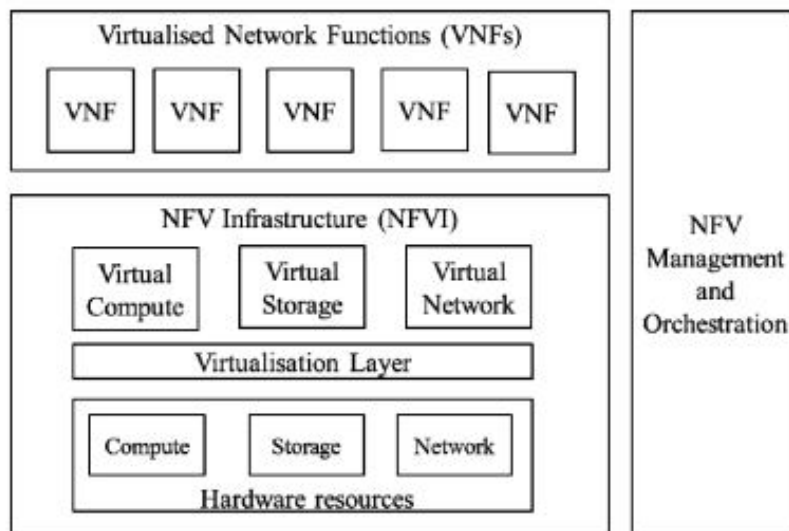 Virtualised Network Functions (VNFs)
VNF VNF VNF VNF VNF
NFV Infrastructure (NFVI)
Virtual
Compute
Virtual
Storage
Virtual
Network
Virtualisation Layer
Compute Storage Network
Hardware resources
NFV
Management
and
Orchestration